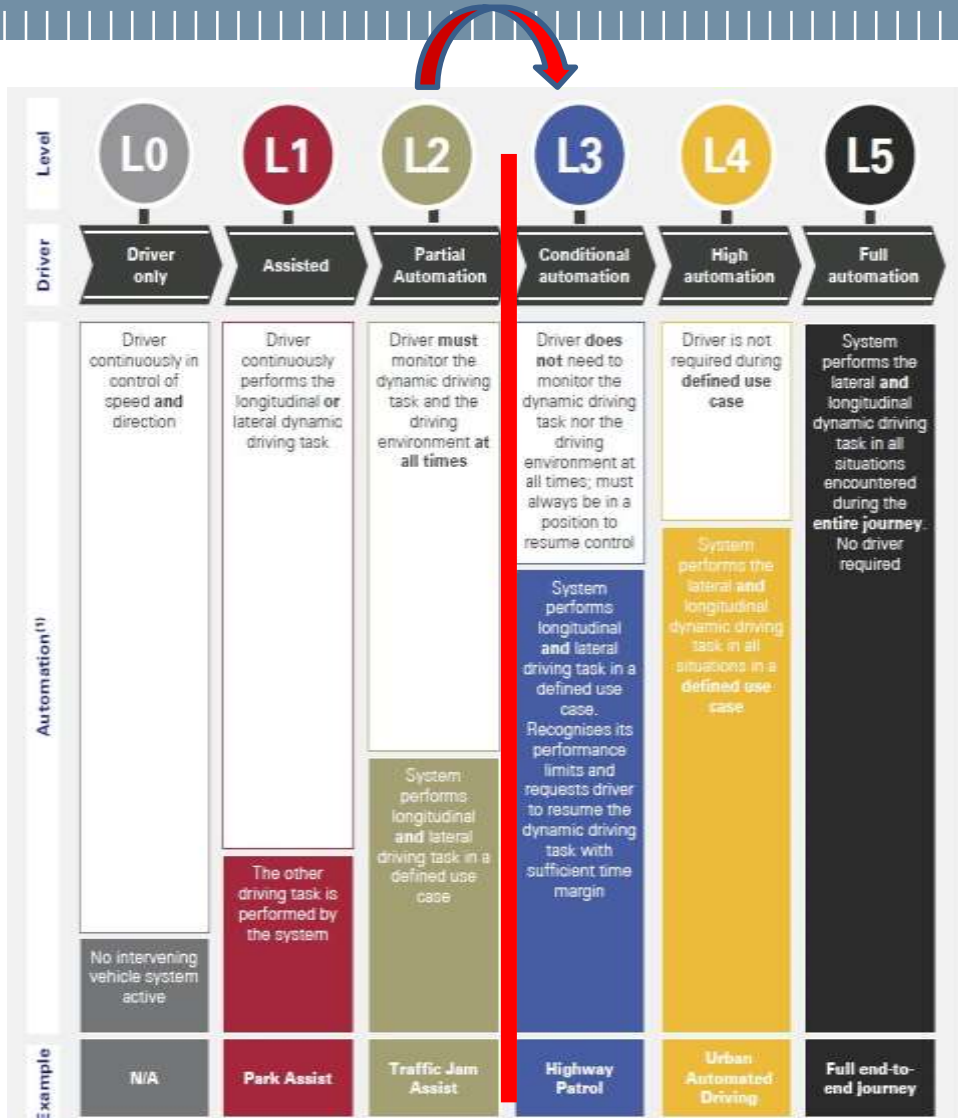 Level
L0
L1
L2
L3
L4
L5
Driver
Driver
only
Assisted
Partial
Automation
Conditional
automation
High
automation
Full
automation
Automation(1)
Driver
continuously in
control of
speed and
direction
No intervening
vehicle system
active
Driver
continuously
performs the
longitudinal or
lateral dynamic
driving task
The other
driving task is
performed by
the system
Driver must
monitor the
dynamic driving
task and the
driving
environment at
all times
System
performs
longitudinal
and lateral
driving task in a
defined use
case
Driver does
not need to
monitor the
dynamic driving
task nor the
driving
environment at
all times; must
always be in a
position to
resume control
System
performs
longitudinal
and lateral
driving task in a
defined use
case.
Recognises its
performance
limits and
requests driver
to resume the
dynamic driving
task with
sufficient time
margin
Driver is not
required during
defined use
case
System
performs the
lateral and
longitudinal
dynamic driving
task in all
situations in a
defined use
case
System
performs the
lateral and
longitudinal
dynamic driving
task in all
situations
encountered
during the
entire journey.
No driver
required
Example
N/A
Park Assist
Traffic Jam
Assist
Highway
Patrol
Urban
Automated
Driving
Full end-to-
end journey